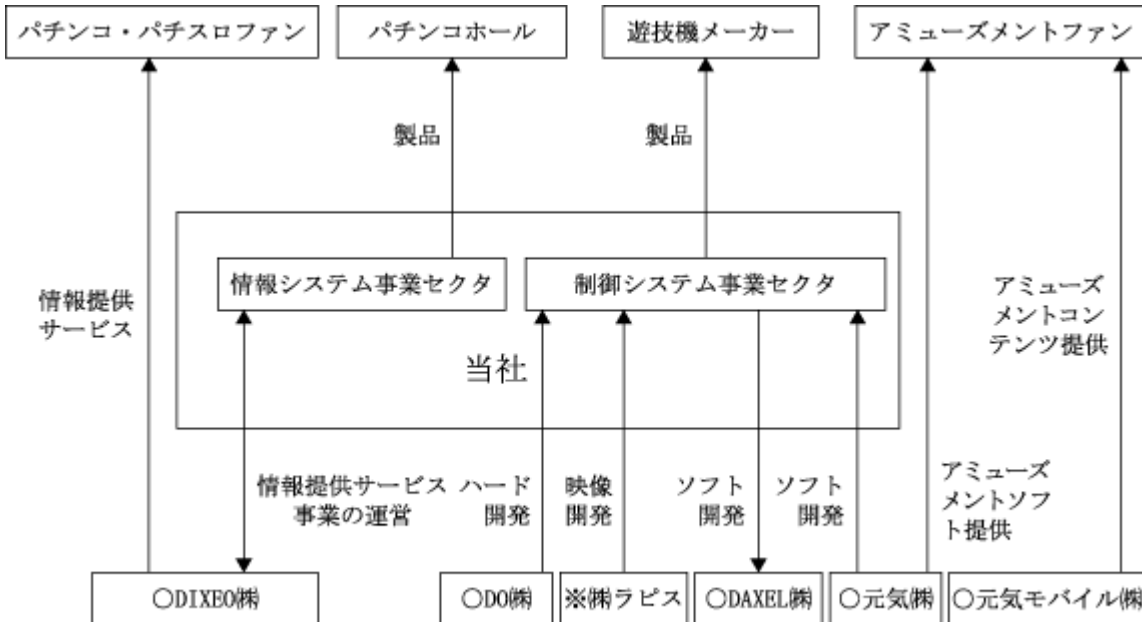 パチンコ・パチスロファン
パチンコホール
遊技機メーカー
アミューズメントファン
製品
製品
情報システム事業セクタ
制御システム事業セクタ
情報提供
サービス
アミューズ
メントコン
テンツ提供
当社
情報提供サービス
事業の運営
ハード
開発
映像
開発
ソフト
開発
ソフト
開発
アミューズ
メントソフ
ト提供
○DIXEO㈱
○DO㈱
※㈱ラピス
○DAXEL㈱
○元気㈱
○元気モバイル㈱